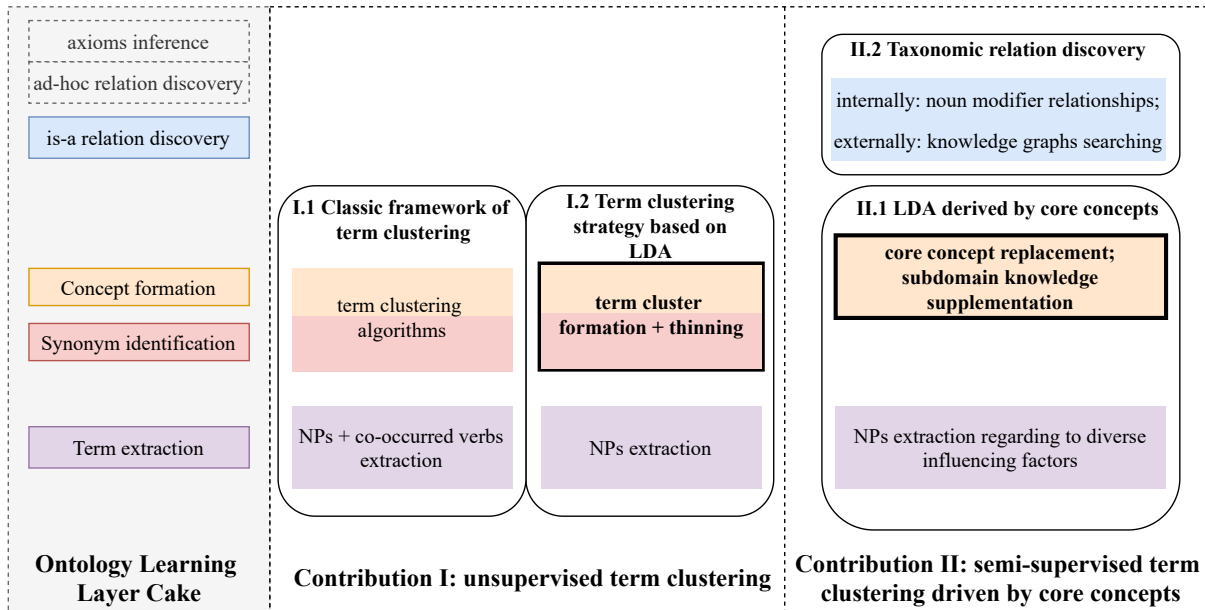 axioms inference
ad-hoc relation discovery
is-a relation discovery
Concept formation
Synonym identification
Term extraction
Ontology Learning
Layer Cake
I.1 Classic framework of
term clustering
term clustering
algorithms
NPs + co-occurred verbs
extraction
I.2 Term clustering
strategy based on
LDA
term cluster
formation + thinning
NPs extraction
Contribution I: unsupervised term clustering
II.2 Taxonomic relation discovery
internally: noun modifier relationships;
externally: knowledge graphs searching
II.1 LDA derived by core concepts
core concept replacement;
subdomain knowledge
supplementation
NPs extraction regarding to diverse
influencing factors
Contribution II: semi-supervised term
clustering driven by core concepts